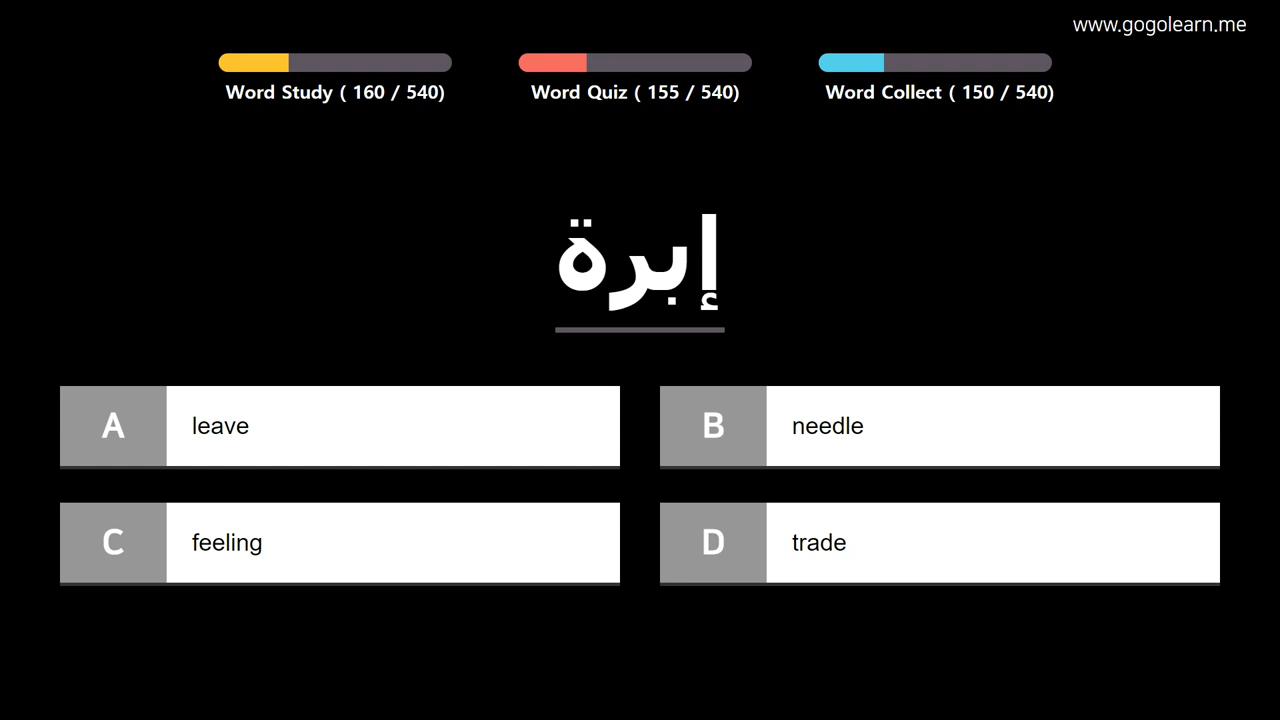 www.gogolearn.me
Word Study ( 160 / 540)
Word Quiz ( 155 / 540)
Word Collect ( 150 / 540)
إبرة
A leave
B needle
C feeling
D trade